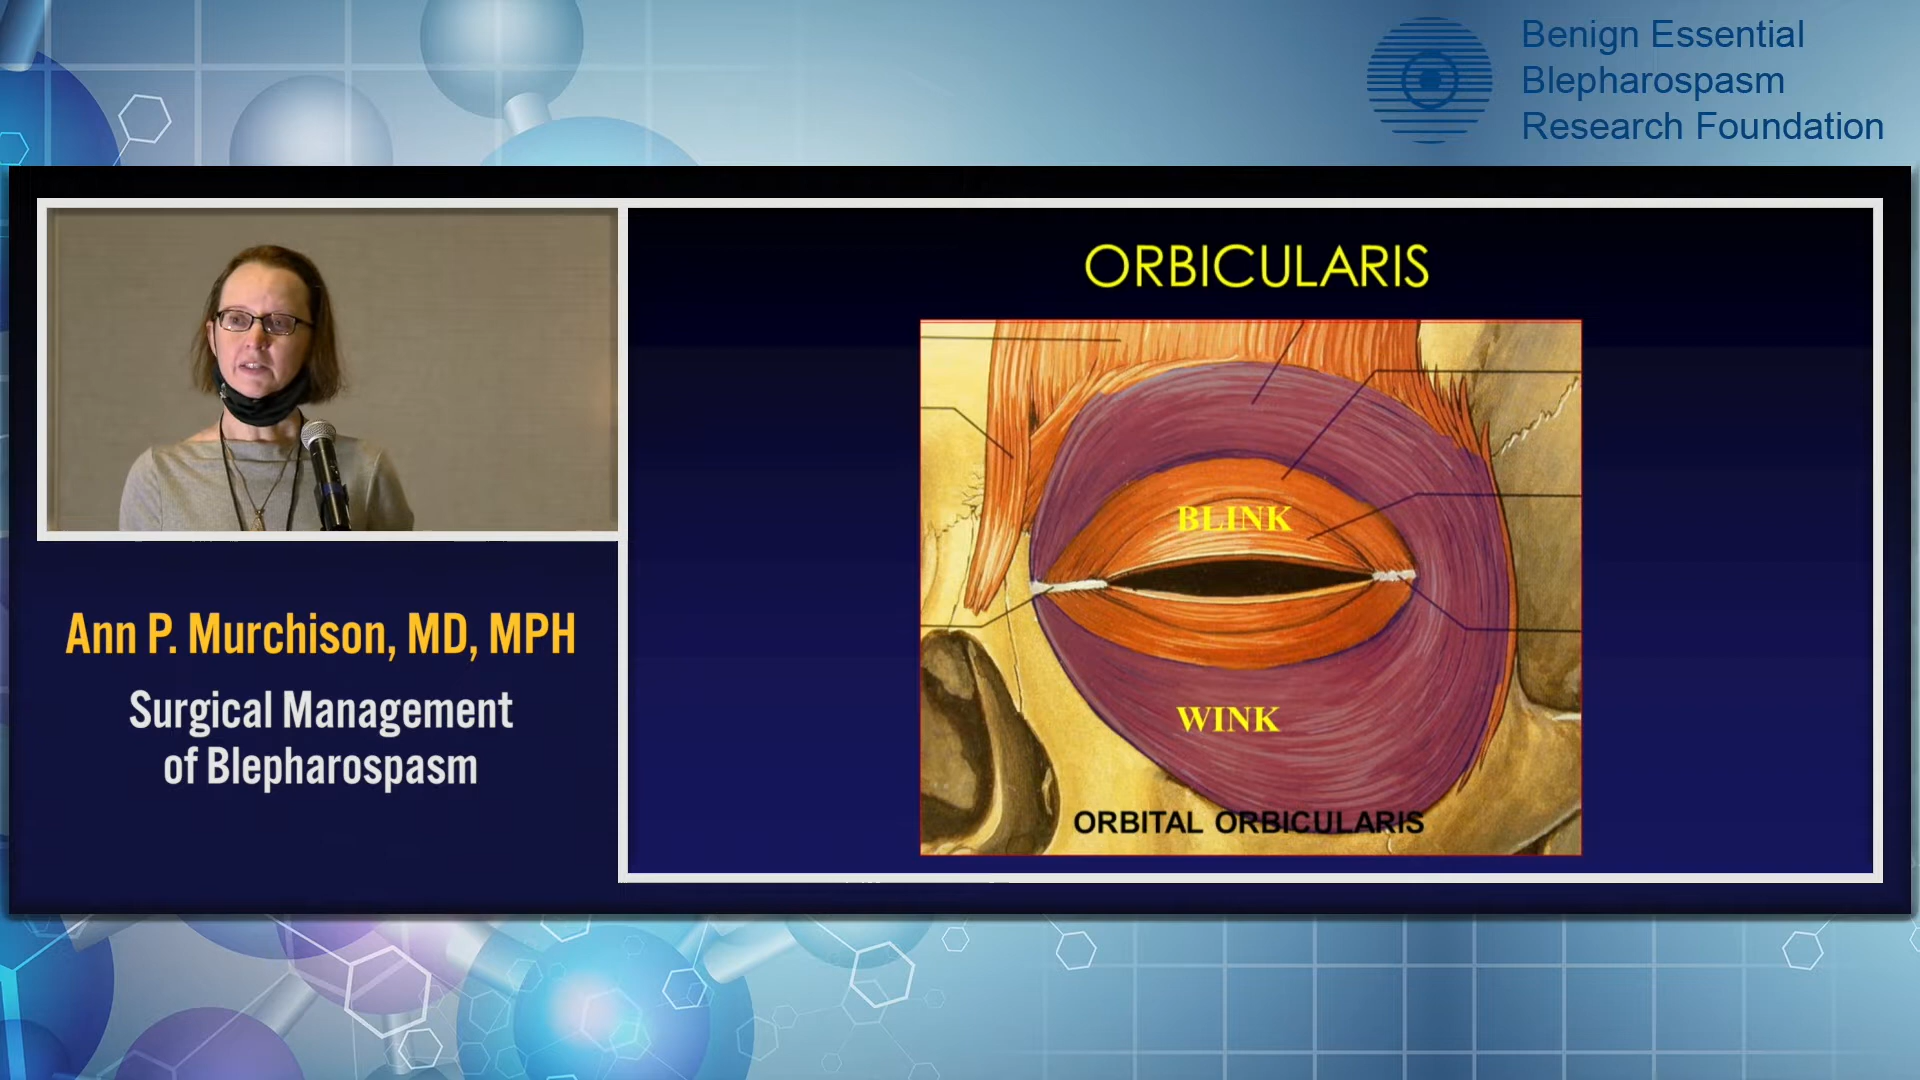 Benign Essential
Blepharospasm
Research Foundation
ORBICULARIS
BLINK
WINK
ORBITAL ORBICULARIS
Ann P. Murchison, MD, MPH
Surgical Management
of Blepharospasm